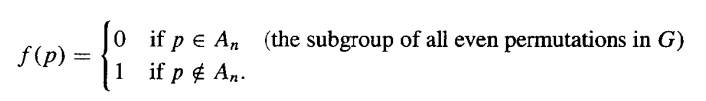 f(p) = { 0 if p ∈ Aₙ (the subgroup of all even permutations in G)
1 if p ∉ Aₙ.